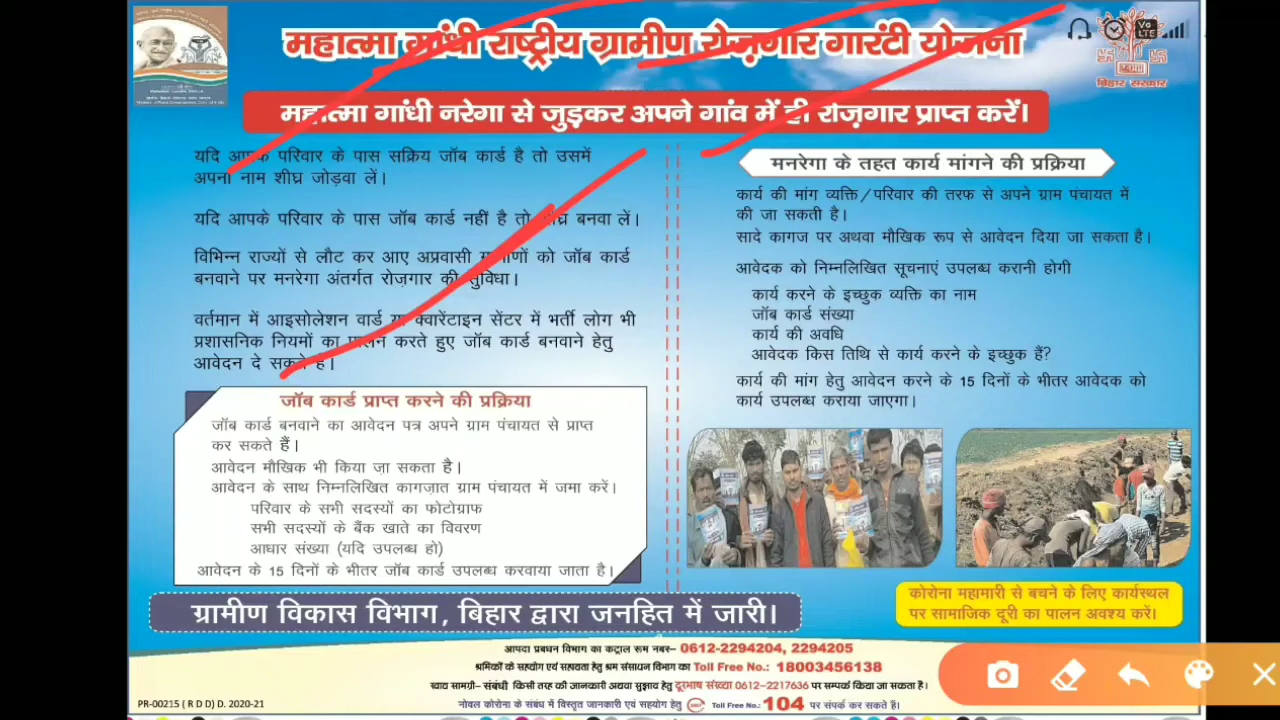 महात्मा गांधी राष्ट्रीय ग्रामीण रोज़गार गारंटी योजना
बिहार सरकार
महात्मा गांधी नरेगा से जुड़कर अपने गांव में ही रोज़गार प्राप्त करें।
यदि आपके परिवार के पास सक्रिय जॉब कार्ड है तो उसमें
अपना नाम शीघ्र जोड़वा लें।
यदि आपके परिवार के पास जॉब कार्ड नहीं है तो शीघ्र बनवा लें।
विभिन्न राज्यों से लौट कर आए अप्रवासी ग्रामीणों को जॉब कार्ड
बनवाने पर मनरेगा अंतर्गत रोज़गार की सुविधा।
वर्तमान में आइसोलेशन वार्ड या क्वारेंटाइन सेंटर में भर्ती लोग भी
प्रशासनिक नियमों का पालन करते हुए जॉब कार्ड बनवाने हेतु
आवेदन दे सकते है।
जॉब कार्ड प्राप्त करने की प्रक्रिया
जॉब कार्ड बनवाने का आवेदन पत्र अपने ग्राम पंचायत से प्राप्त
कर सकते हैं।
आवेदन मौखिक भी किया जा सकता है।
आवेदन के साथ निम्नलिखित कागज़ात ग्राम पंचायत में जमा करें।
परिवार के सभी सदस्यों का फोटोग्राफ
सभी सदस्यों के बैंक खाते का विवरण
आधार संख्या (यदि उपलब्ध हो)
आवेदन के 15 दिनों के भीतर जॉब कार्ड उपलब्ध करवाया जाता है।
मनरेगा के तहत कार्य मांगने की प्रक्रिया
कार्य की मांग व्यक्ति/परिवार की तरफ से अपने ग्राम पंचायत में
की जा सकती है।
सादे कागज पर अथवा मौखिक रूप से आवेदन दिया जा सकता है।
आवेदक को निम्नलिखित सूचनाएं उपलब्ध करानी होगी
कार्य करने के इच्छुक व्यक्ति का नाम
जॉब कार्ड संख्या
कार्य की अवधि
आवेदक किस तिथि से कार्य करने के इच्छुक हैं?
कार्य की मांग हेतु आवेदन करने के 15 दिनों के भीतर आवेदक को
कार्य उपलब्ध कराया जाएगा।
कोरोना महामारी से बचने के लिए कार्यस्थल
पर सामाजिक दूरी का पालन अवश्य करें।
ग्रामीण विकास विभाग, बिहार द्वारा जनहित में जारी।
आपदा प्रबंधन विभाग का कंट्रोल रूम नबर– 0612-2294204, 2294205
श्रमिकों के सहयोग एवं सहायता हेतु श्रम संसाधन विभाग का Toll Free No.: 18003456138
खाद्य सामग्री– संबंधी किसी तरह की जानकारी अथवा सुझाव हेतु दूरभाष संख्या 0612-2217636 पर सम्पर्क किया जा सकता है।
नोवल कोरोना के संबंध में विस्तृत जानकारी एवं सहयोग हेतु Toll Free No.: 104 पर संपर्क कर सकते हैं।
PR-00215 ( R D D) D. 2020-21